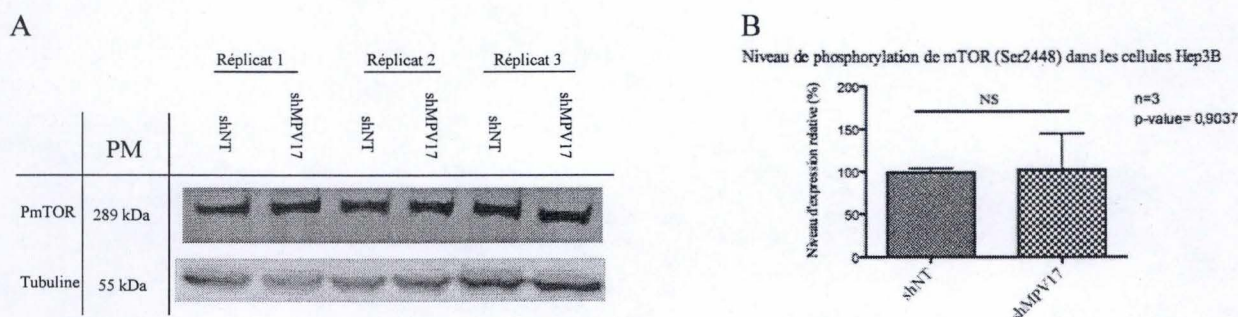 A
Réplicat 1 Réplicat 2 Réplicat 3
shNT shMPV17 shNT shMPV17 shNT shMPV17
PM
PmTOR 289 kDa
Tubuline 55 kDa
B
Niveau de phosphorylation de mTOR (Ser2448) dans les cellules Hep3B
Niveau d'expression relative (%)
200
150
100
50
0
NS
n=3
p-value= 0,9037
shNT
shMPV17